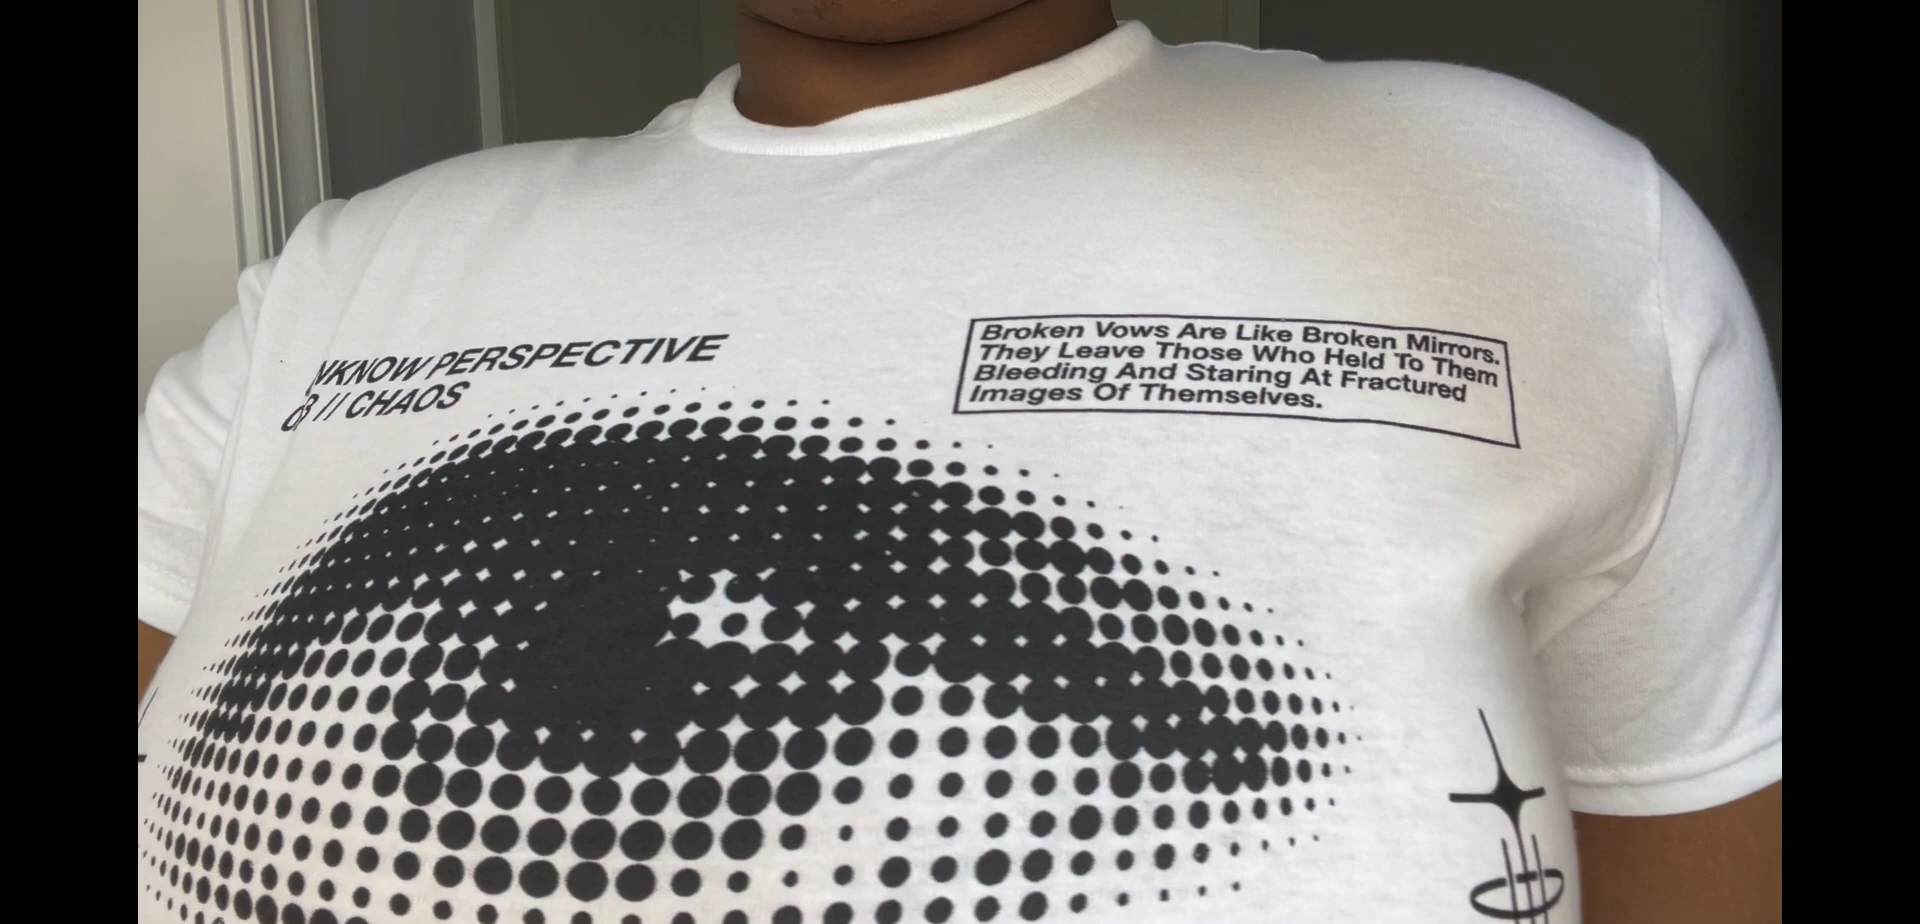 NKNOW PERSPECTIVE
// CHAOS
Broken Vows Are Like Broken Mirrors.
They Leave Those Who Held To Them
Bleeding And Staring At Fractured
Images Of Themselves.